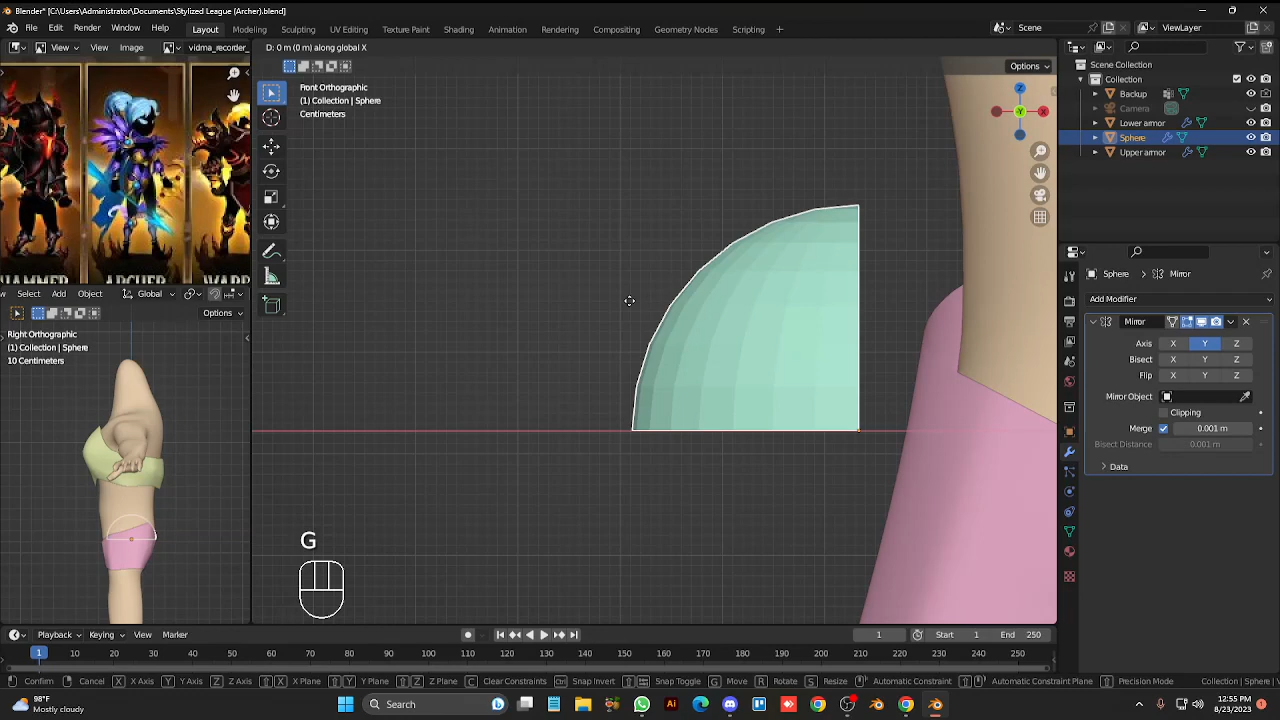 Blender* [C:\Users\Administrator\Documents\Stylized League (Archer).blend]
File Edit Render Window Help Layout Modeling Sculpting UV Editing Texture Paint Shading Animation Rendering Compositing Geometry Nodes Scripting + Scene ViewLayer
View View Image vidma_recorder_
D: 0 m (0 m) along global X
Options
HAMMER ARCHER WARR
Front Orthographic
(1) Collection | Sphere
Centimeters
Z
Y
X
Scene Collection
Collection
Backup
Camera
Lower armor
Sphere
Upper armor
Select Add Object Global
Options
Right Orthographic
(1) Collection | Sphere
10 Centimeters
Sphere > Mirror
Add Modifier
Mirror
Axis X Y Z
Bisect X Y Z
Flip X Y Z
Mirror Object
Clipping
Merge 0.001 m
Bisect Distance 0.001 m
Data
G
Playback Keying View Marker 1 Start 1 End 250
1 10 20 30 40 50 60 70 80 90 100 110 120 130 140 150 160 170 180 190 200 210 220 230 240 250
Confirm Cancel X X Axis Y Y Axis Z Z Axis X X Plane Y Y Plane Z Z Plane C Clear Constraints Snap Invert Snap Toggle G Move R Rotate S Resize Automatic Constraint Automatic Constraint Plane Precision Mode Collection | Sphere |
98°F
Mostly cloudy
Search
Ai
12:55 PM
8/23/2023